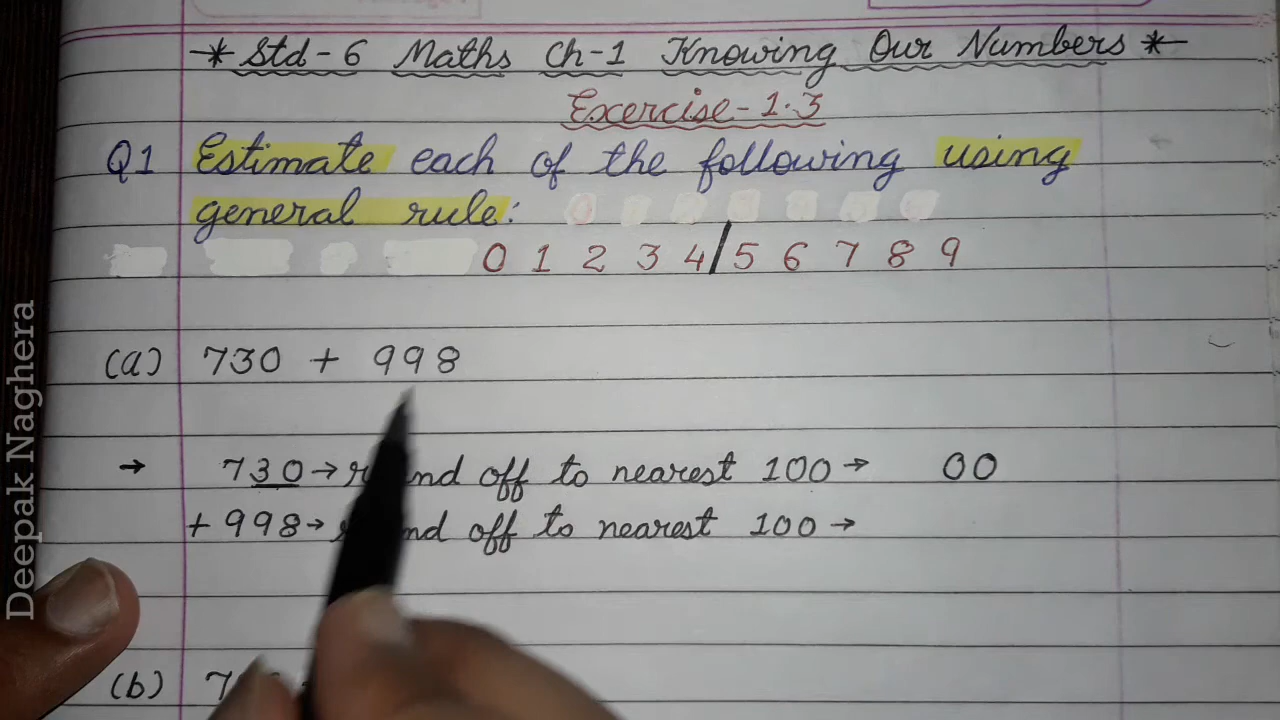 * Std-6 Maths Ch-1 Knowing Our Numbers *
Exercise-1.3
Q1 Estimate each of the following using
general rule:
0 1 2 3 4/5 6 7 8 9
(a) 730 + 998
→ 730→ off to nearest 100→ 00
+ 998→ off to nearest 100→
(b)
Deepak Naghera